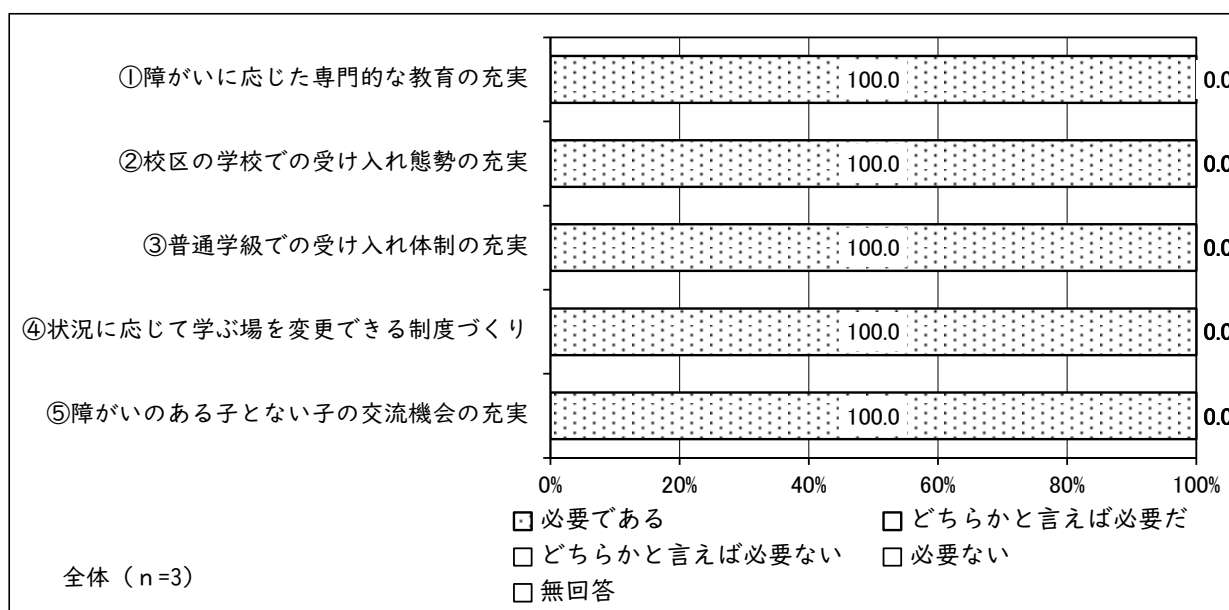 ①障がいに応じた専門的な教育の充実 100.0 0.0
②校区の学校での受け入れ態勢の充実 100.0 0.0
③普通学級での受け入れ体制の充実 100.0 0.0
④状況に応じて学ぶ場を変更できる制度づくり 100.0 0.0
⑤障がいのある子とない子の交流機会の充実 100.0 0.0
0% 20% 40% 60% 80% 100%
必要である どちらかと言えば必要だ
どちらかと言えば必要ない 必要ない
無回答
全体（n=3）